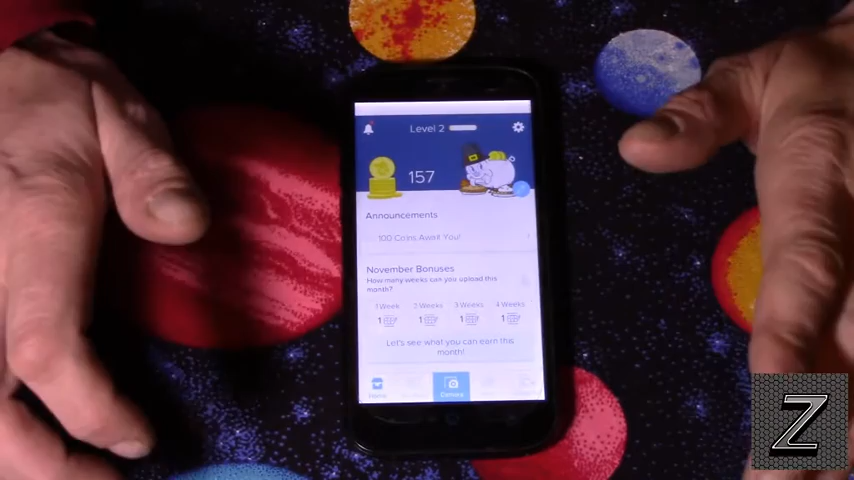 Level 2
157
Announcements
100 Coins Await You!
November Bonuses
How many weeks can you upload this
month?
1 Week 2 Weeks 3 Weeks 4 Weeks
1 1 1 1
Let's see what you can earn this
month!
Home
Z